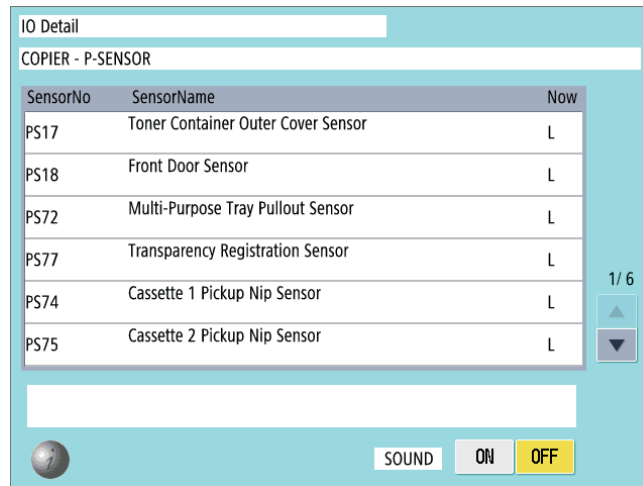 IO Detail
COPIER - P-SENSOR
SensorNo SensorName Now
PS17 Toner Container Outer Cover Sensor L
PS18 Front Door Sensor L
PS72 Multi-Purpose Tray Pullout Sensor L
PS77 Transparency Registration Sensor L
1/ 6
PS74 Cassette 1 Pickup Nip Sensor L
PS75 Cassette 2 Pickup Nip Sensor L
i SOUND ON OFF